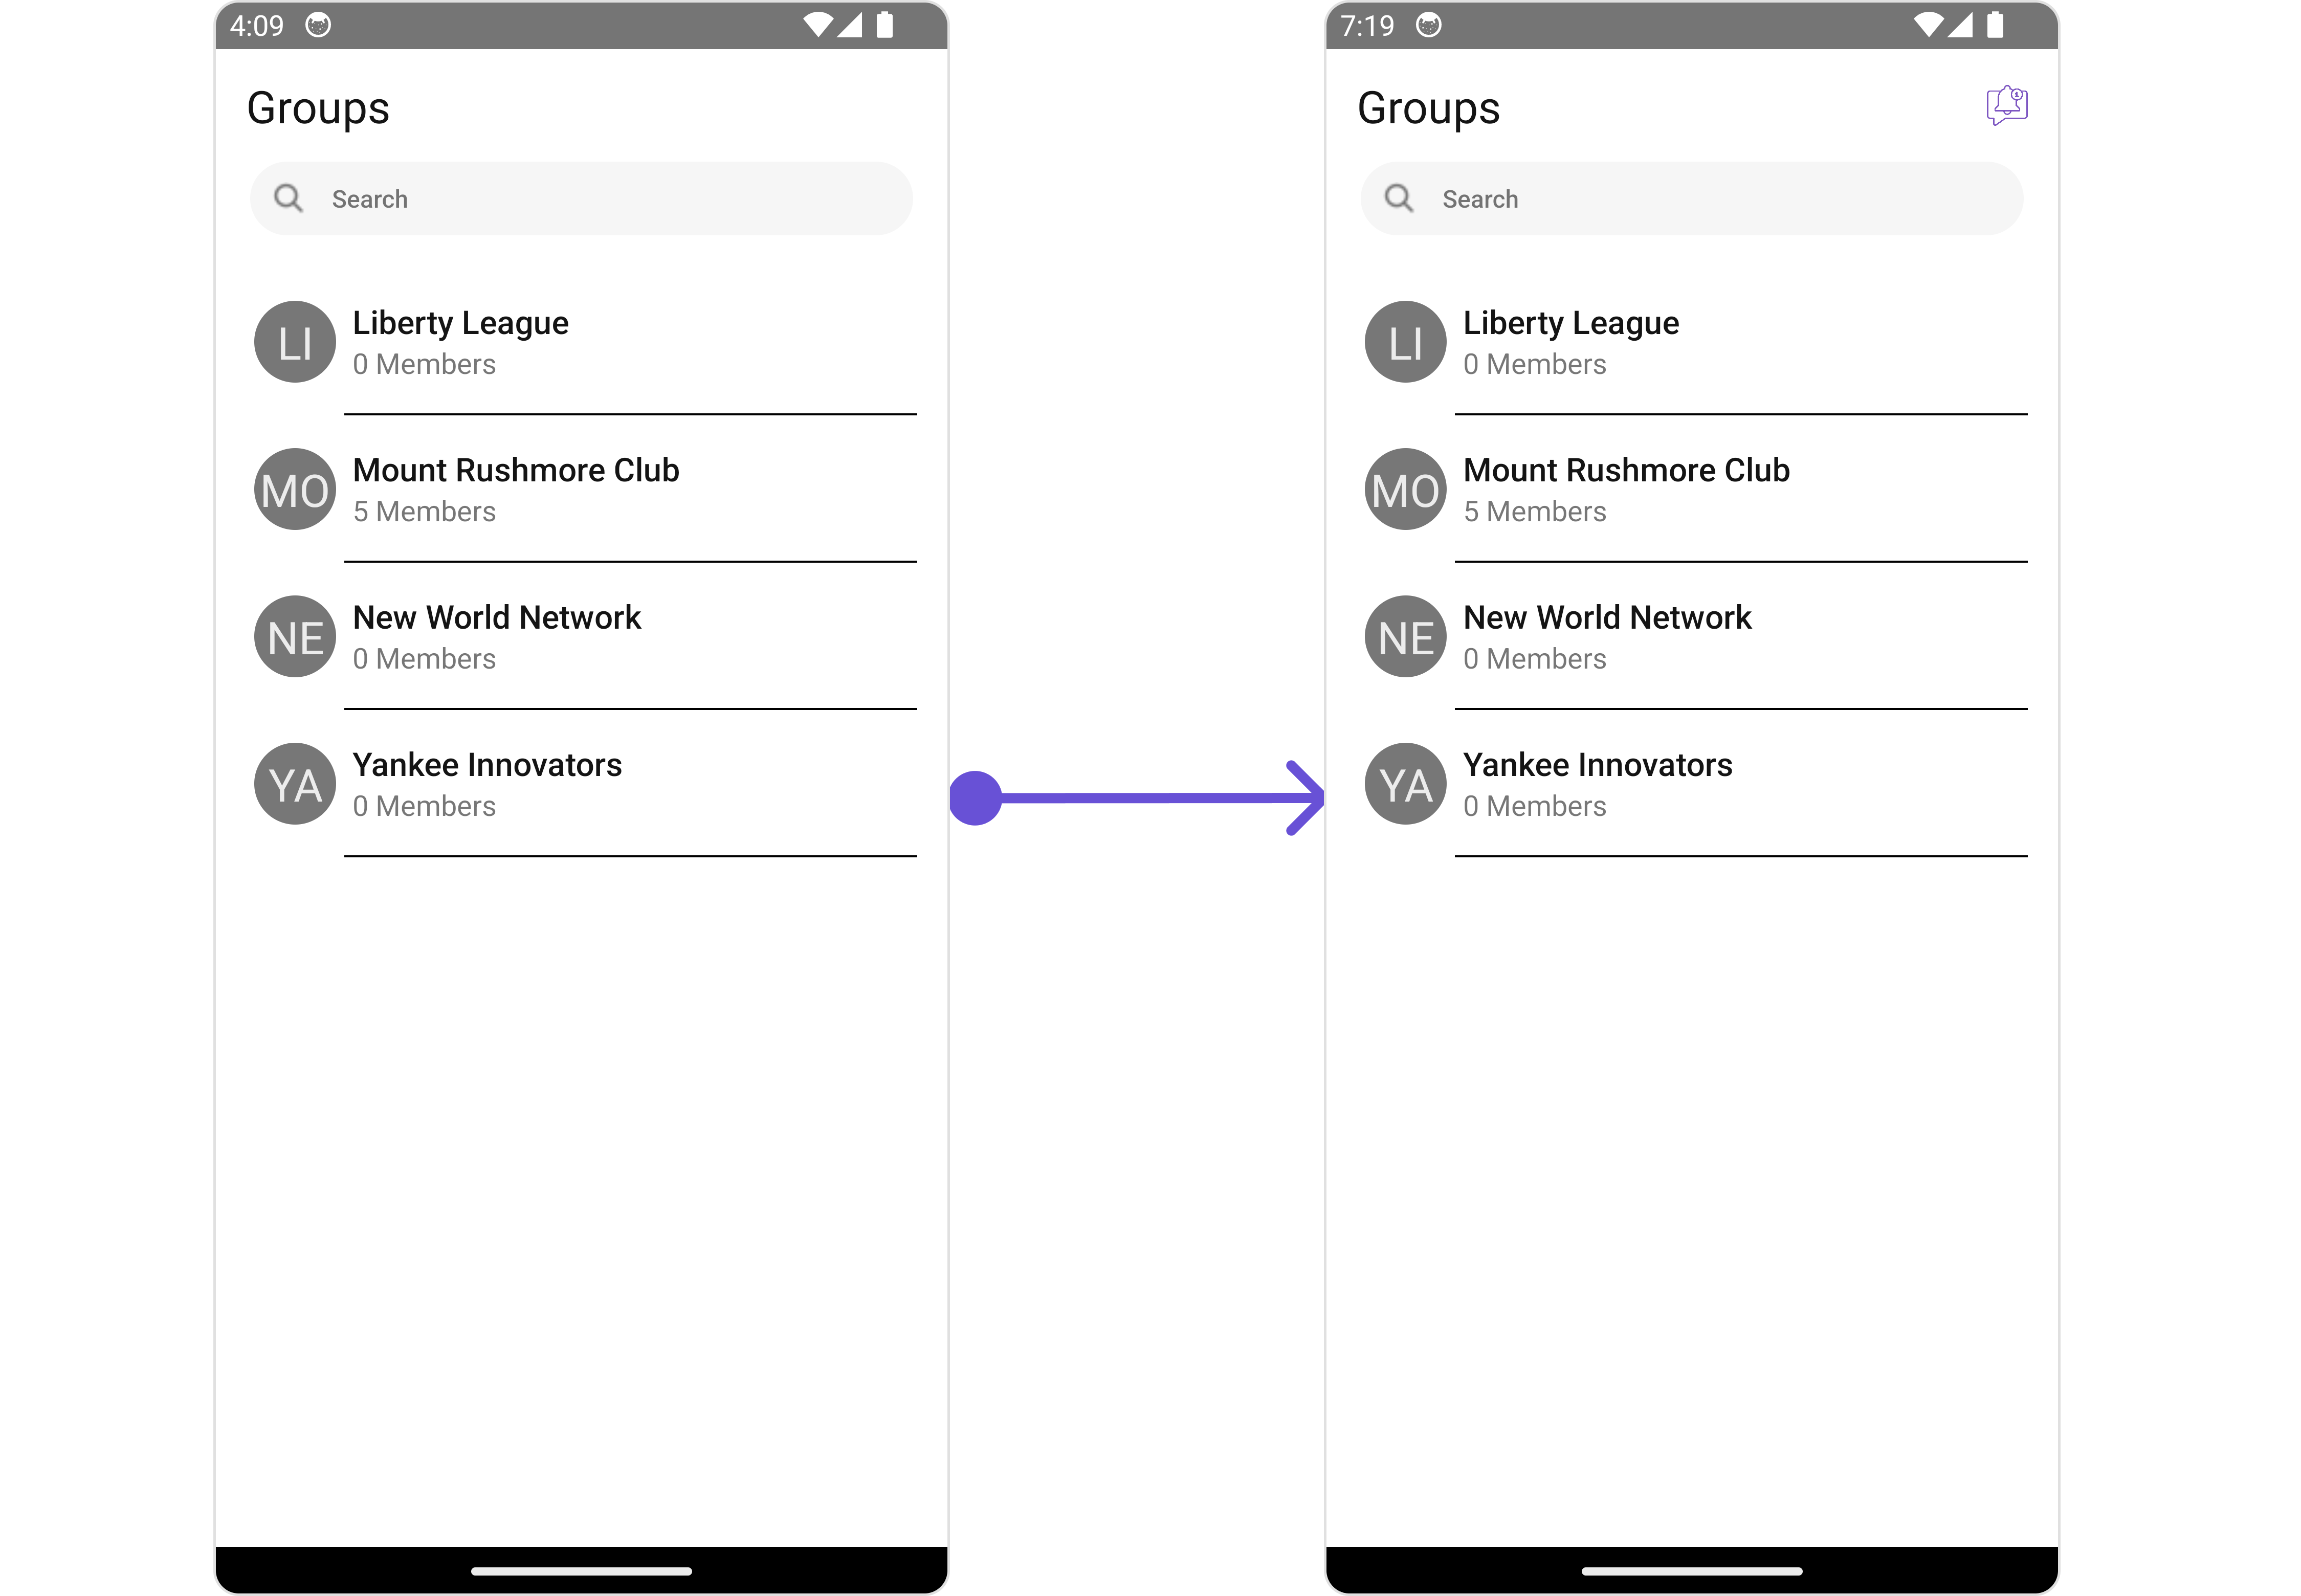 4:09
Groups
Search
LI
Liberty League
0 Members
MO
Mount Rushmore Club
5 Members
NE
New World Network
0 Members
YA
Yankee Innovators
0 Members
7:19
Groups
1
Search
LI
Liberty League
0 Members
MO
Mount Rushmore Club
5 Members
NE
New World Network
0 Members
YA
Yankee Innovators
0 Members